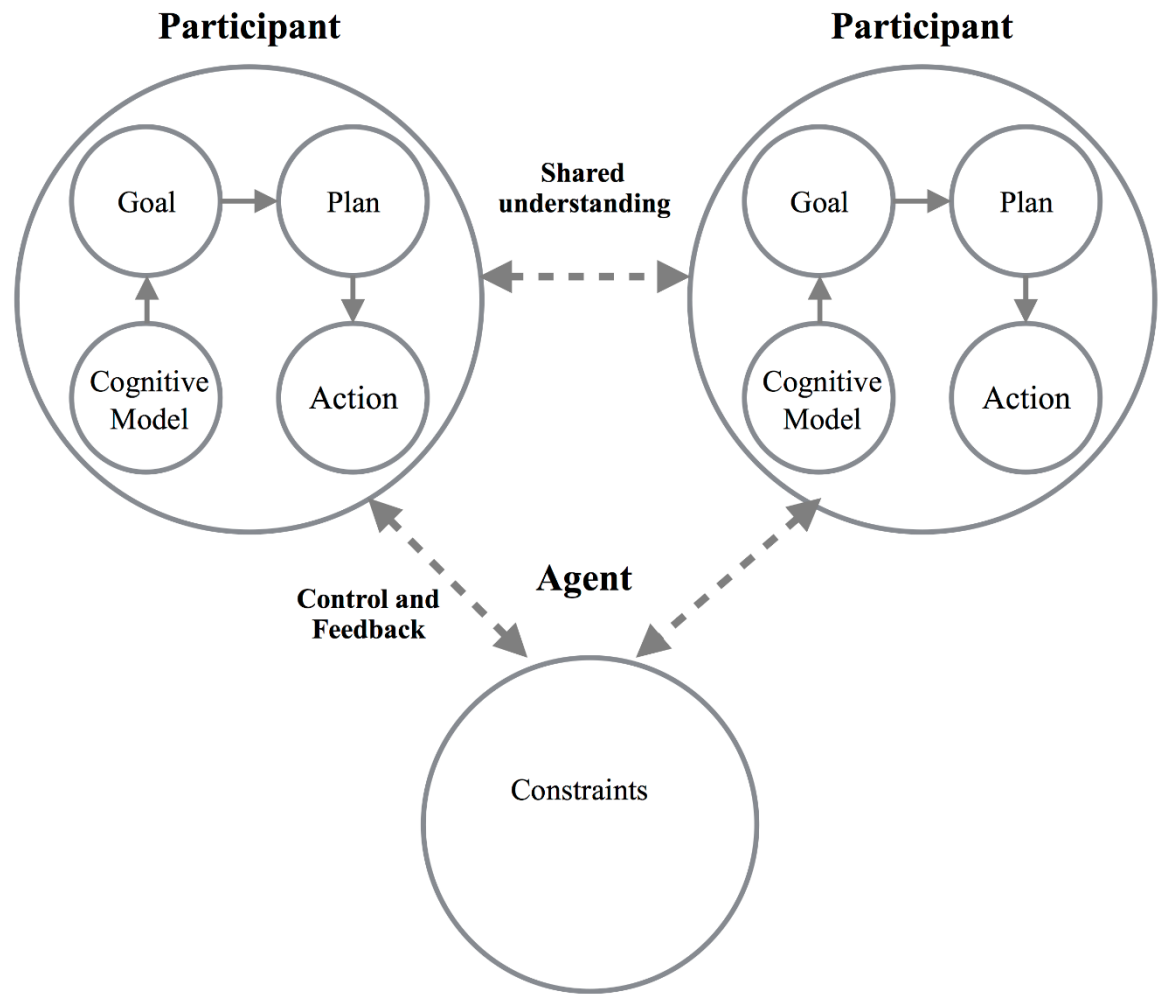 Participant
Participant
Shared
understanding
Goal
Plan
Cognitive
Model
Action
Goal
Plan
Cognitive
Model
Action
Agent
Control and
Feedback
Constraints